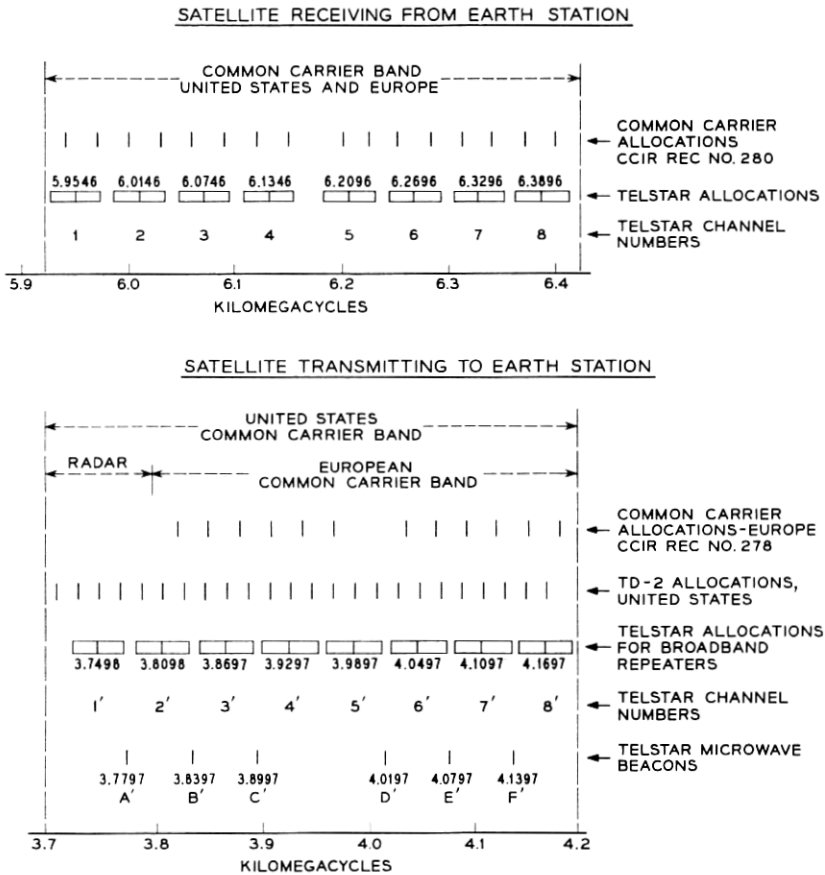 SATELLITE RECEIVING FROM EARTH STATION
COMMON CARRIER BAND
UNITED STATES AND EUROPE
COMMON CARRIER
ALLOCATIONS
CCIR REC NO. 280
5.9546 6.0146 6.0746 6.1346 6.2096 6.2696 6.3296 6.3896
TELSTAR ALLOCATIONS
1 2 3 4 5 6 7 8
TELSTAR CHANNEL
NUMBERS
5.9 6.0 6.1 6.2 6.3 6.4
KILOMEGACYCLES
SATELLITE TRANSMITTING TO EARTH STATION
UNITED STATES
COMMON CARRIER BAND
RADAR
EUROPEAN
COMMON CARRIER BAND
COMMON CARRIER
ALLOCATIONS-EUROPE
CCIR REC NO. 278
TD-2 ALLOCATIONS,
UNITED STATES
TELSTAR ALLOCATIONS
FOR BROADBAND
REPEATERS
3.7498 3.8098 3.8697 3.9297 3.9897 4.0497 4.1097 4.1697
1′ 2′ 3′ 4′ 5′ 6′ 7′ 8′
TELSTAR CHANNEL
NUMBERS
TELSTAR MICROWAVE
BEACONS
3.7797 3.8397 3.8997 4.0197 4.0797 4.1397
A′ B′ C′ D′ E′ F′
3.7 3.8 3.9 4.0 4.1 4.2
KILOMEGACYCLES